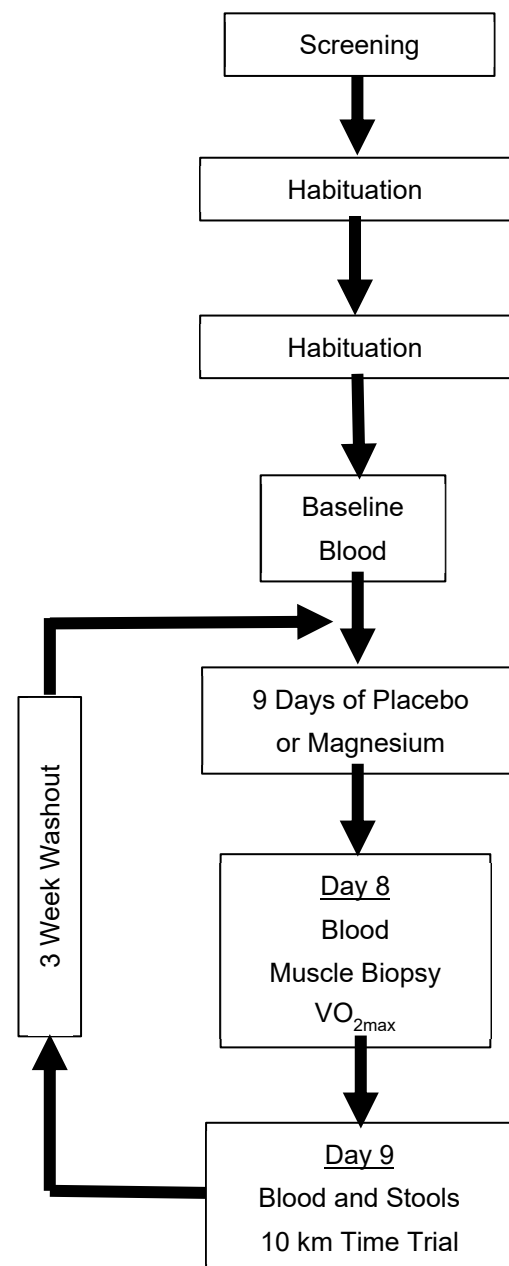 Screening
Habituation
Habituation
Baseline
Blood
9 Days of Placebo
or Magnesium
3 Week Washout
Day 8
Blood
Muscle Biopsy
VO2max
Day 9
Blood and Stools
10 km Time Trial